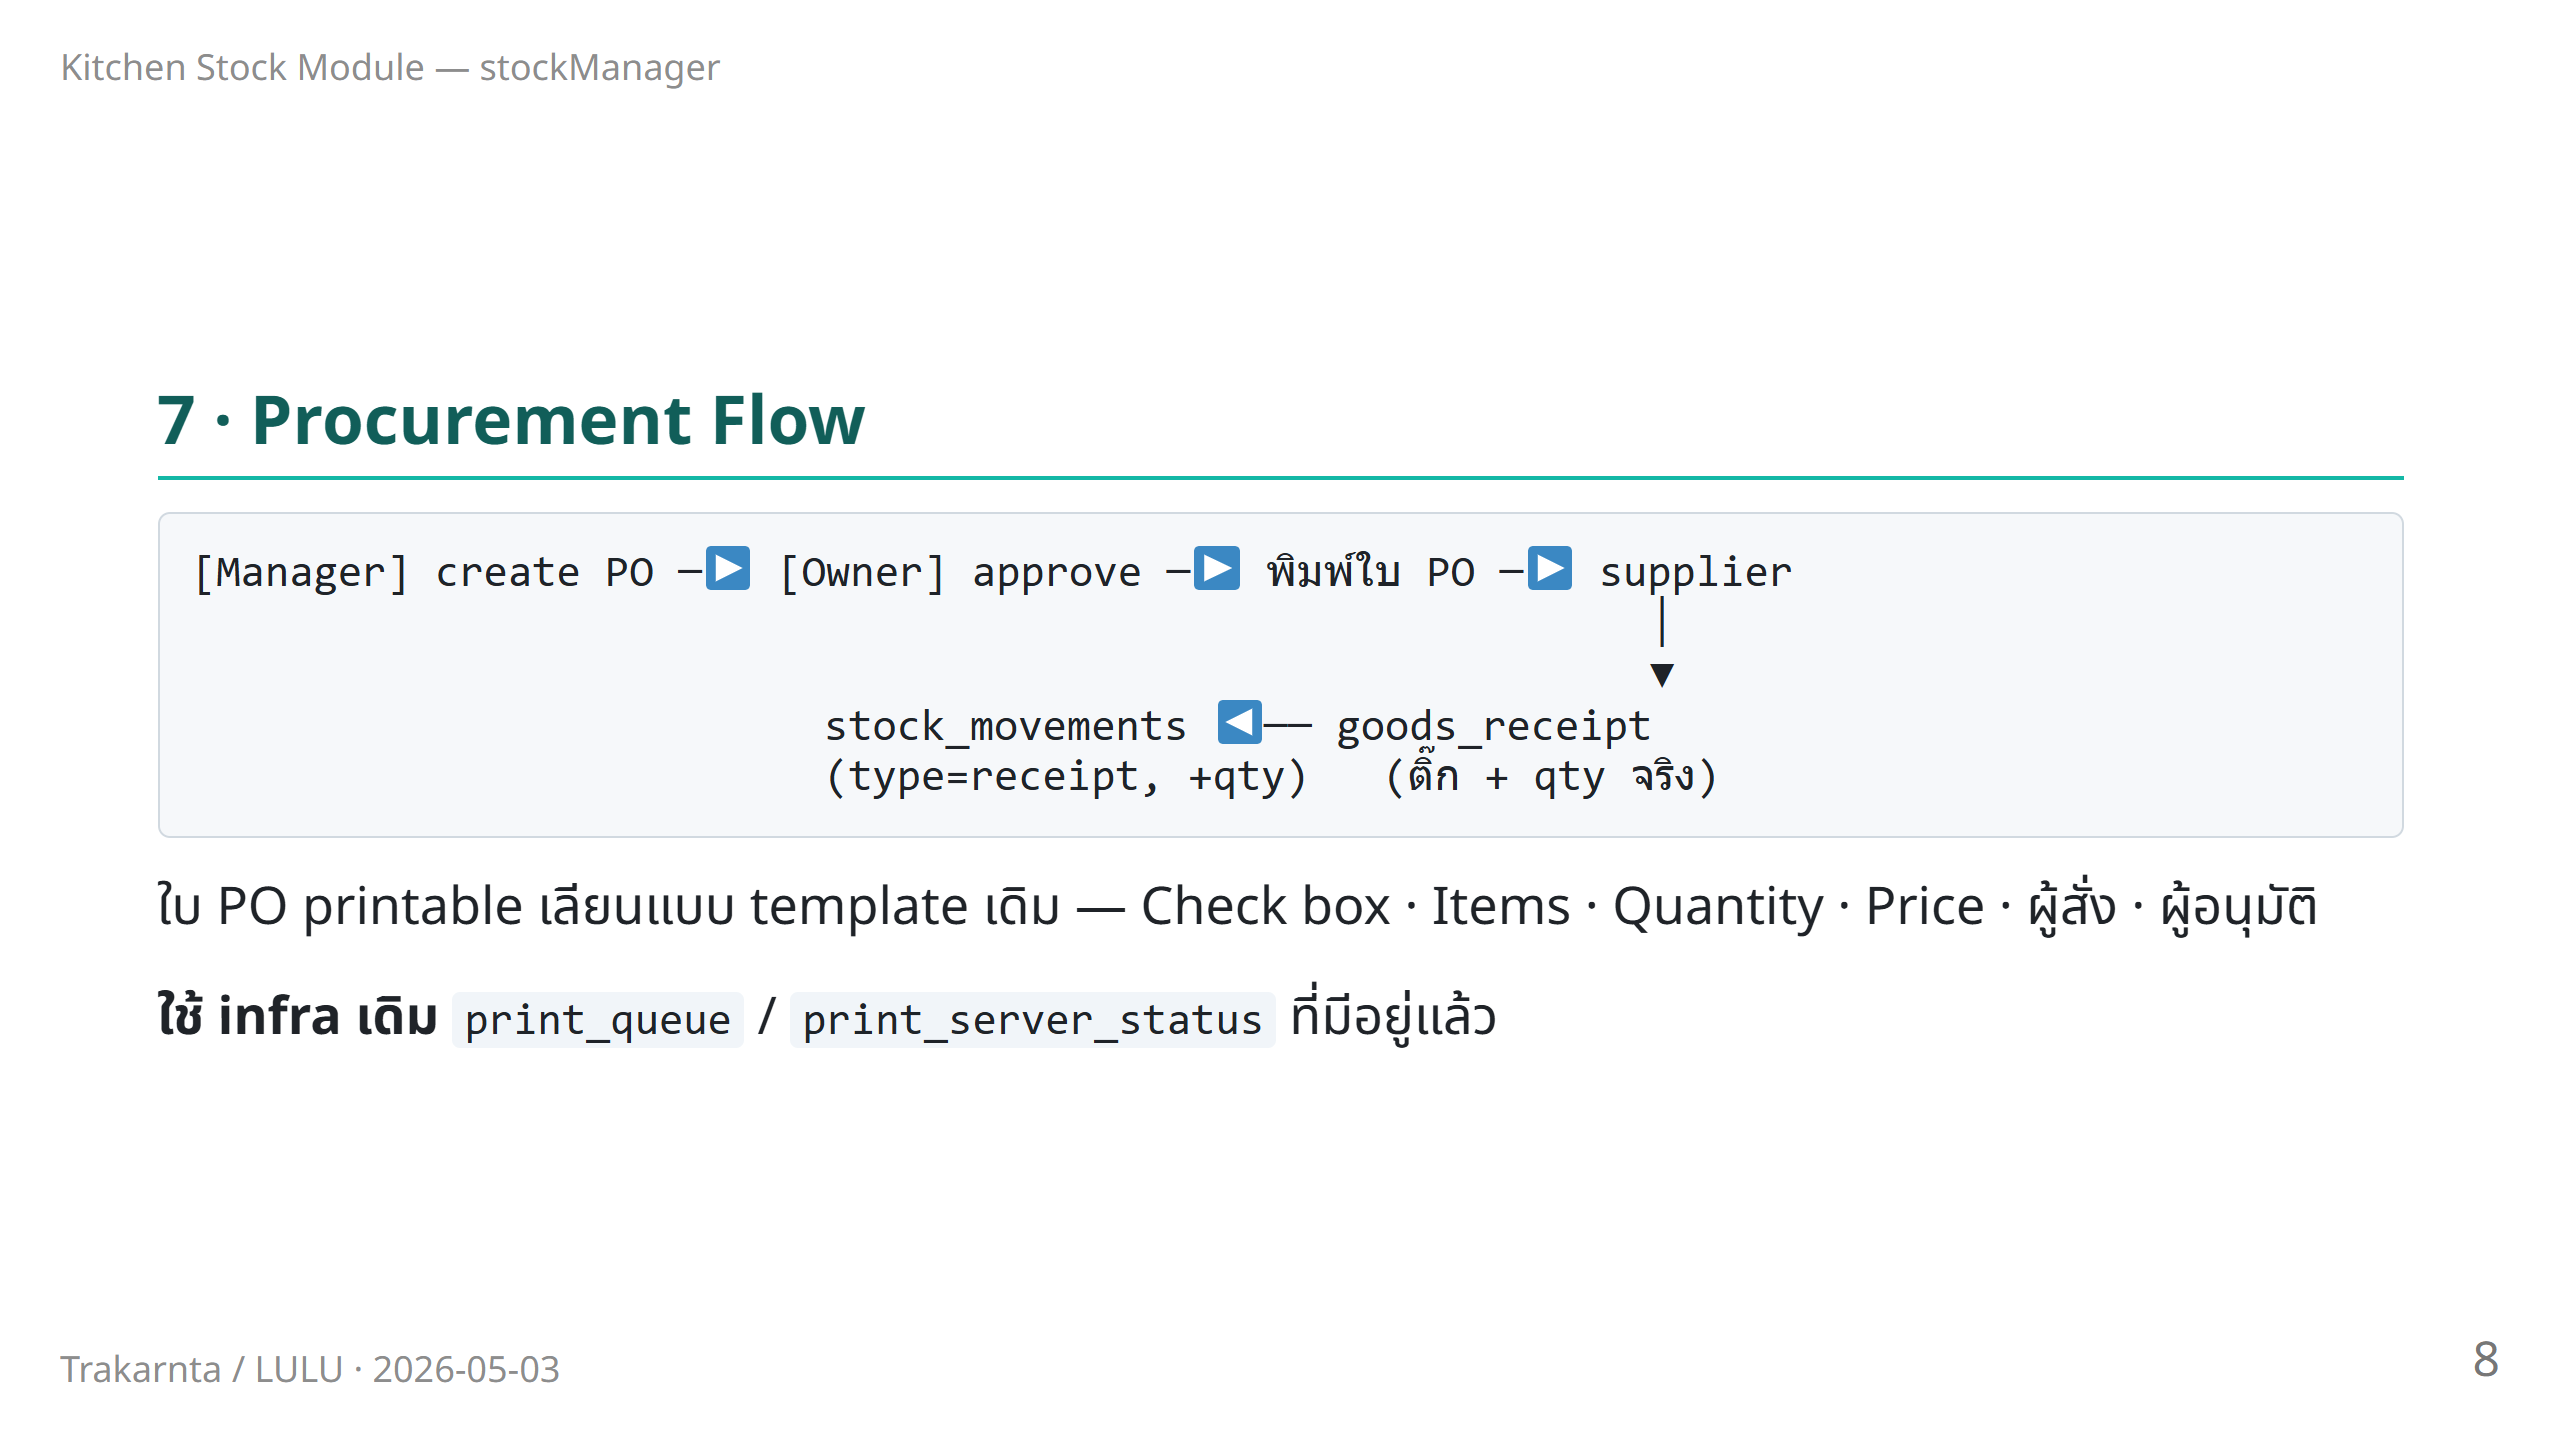 Kitchen Stock Module — stockManager
7 · Procurement Flow
[Manager] create PO ─▶ [Owner] approve ─▶ พิมพ์ใบ PO ─▶ supplier
│
▼
stock_movements ◀── goods_receipt
(type=receipt, +qty) (ติ๊ก + qty จริง)
ใบ PO printable เลียนแบบ template เดิม — Check box · Items · Quantity · Price · ผู้สั่ง · ผู้อนุมัติ
ใช้ infra เดิม print_queue / print_server_status ที่มีอยู่แล้ว
Trakarnta / LULU · 2026-05-03
8